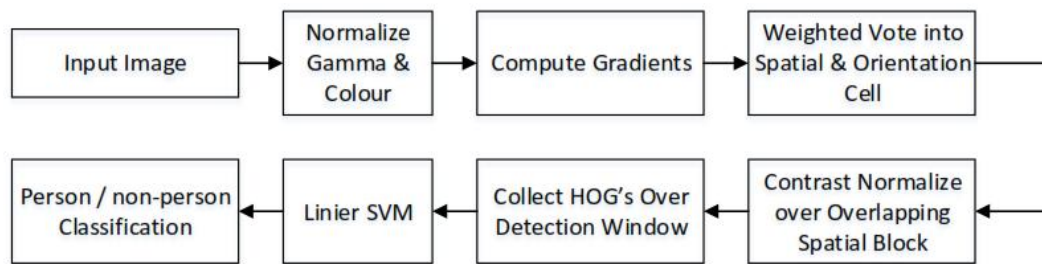 Input Image
Normalize
Gamma &
Colour
Compute Gradients
Weighted Vote into
Spatial & Orientation
Cell
Contrast Normalize
over Overlapping
Spatial Block
Collect HOG's Over
Detection Window
Linier SVM
Person / non-person
Classification